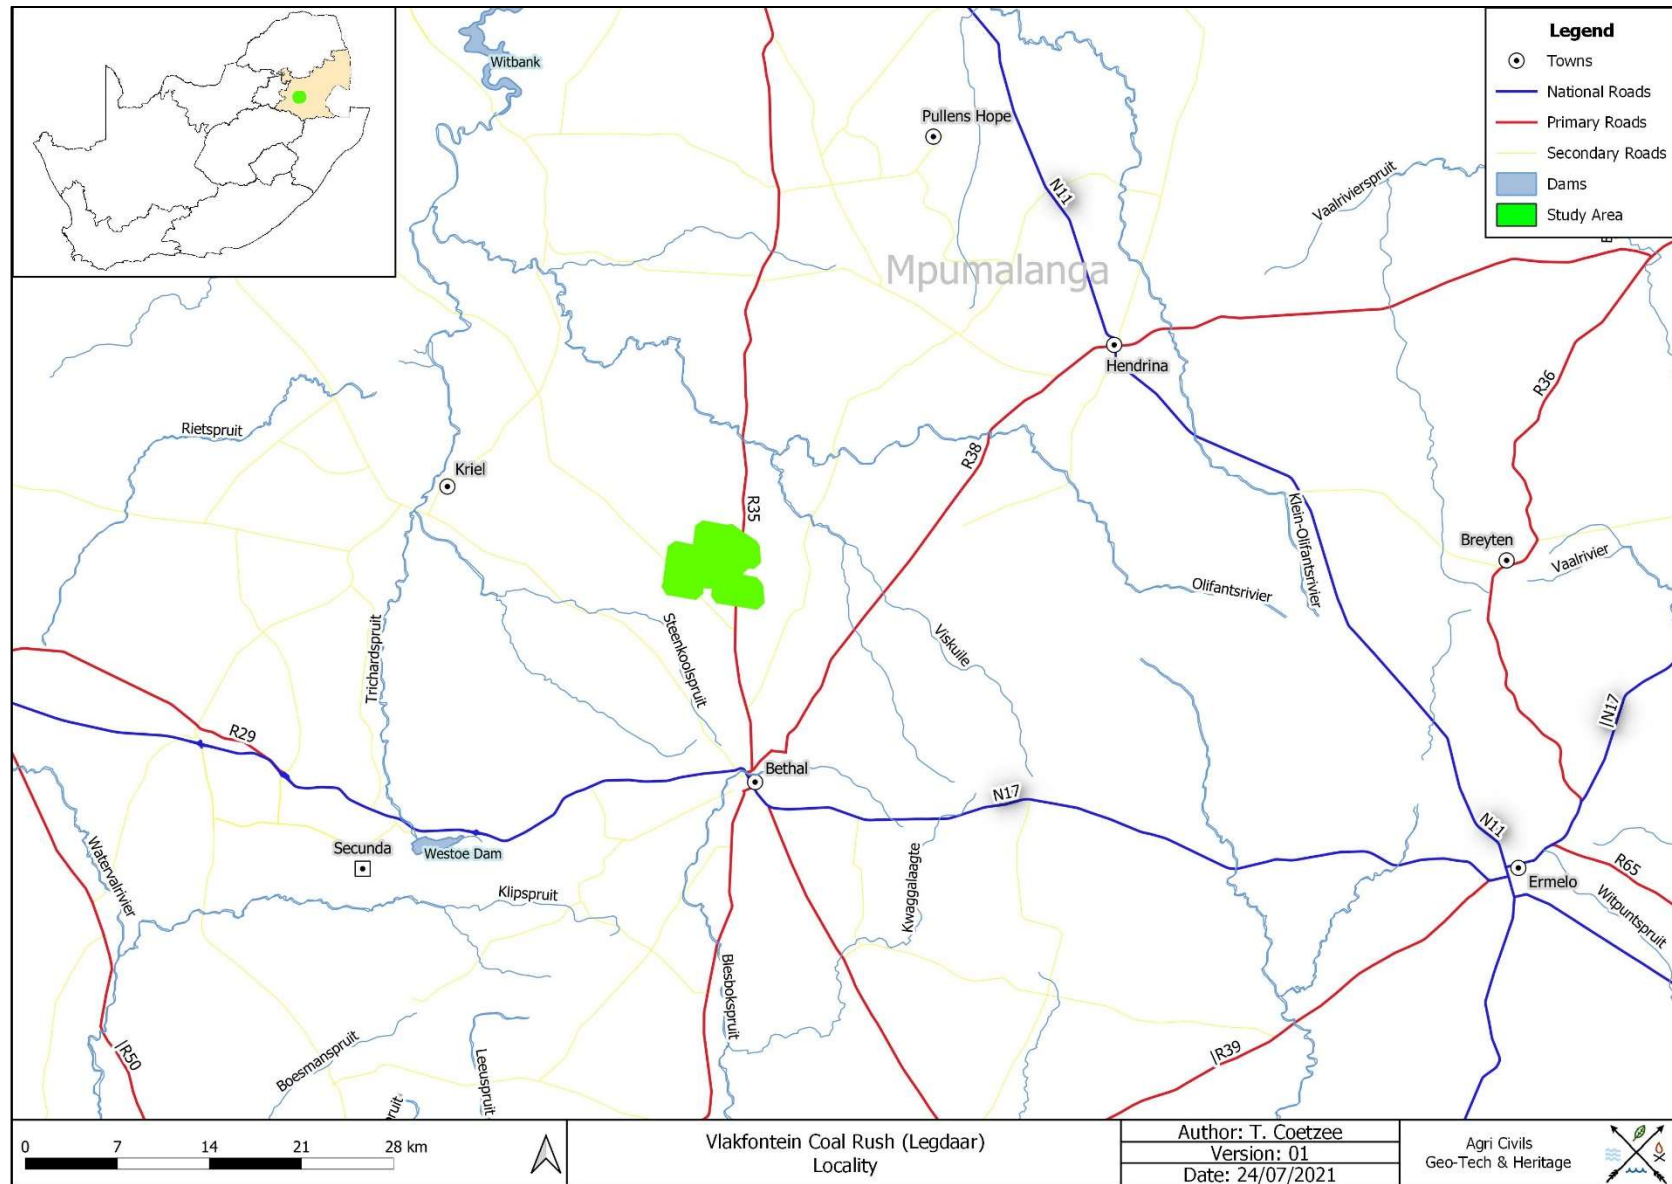 Witbank
Pullens Hope
N11
Mpumalanga
Vaalrivierspruit
Legend
Towns
National Roads
Primary Roads
Secondary Roads
Dams
Study Area
Hendrina
R36
R38
Rietspruit
Kriel
R35
Klein-Olifantsrivier
Breyten
Vaalrivier
Olifantsrivier
Viskuile
Steenkoolspruit
Trichardspruit
R29
|N17
Bethal
N17
N11
Watervalrivier
Secunda
Westoe Dam
Klipspruit
Kwaggalaagte
Ermelo
R65
Witpuntspruit
Blesbokspruit
|R50
Boesmanspruit
Leeuspruit
ruit
|R39
0 7 14 21 28 km
Vlakfontein Coal Rush (Legdaar)
Locality
Author: T. Coetzee
Version: 01
Date: 24/07/2021
Agri Civils
Geo-Tech & Heritage